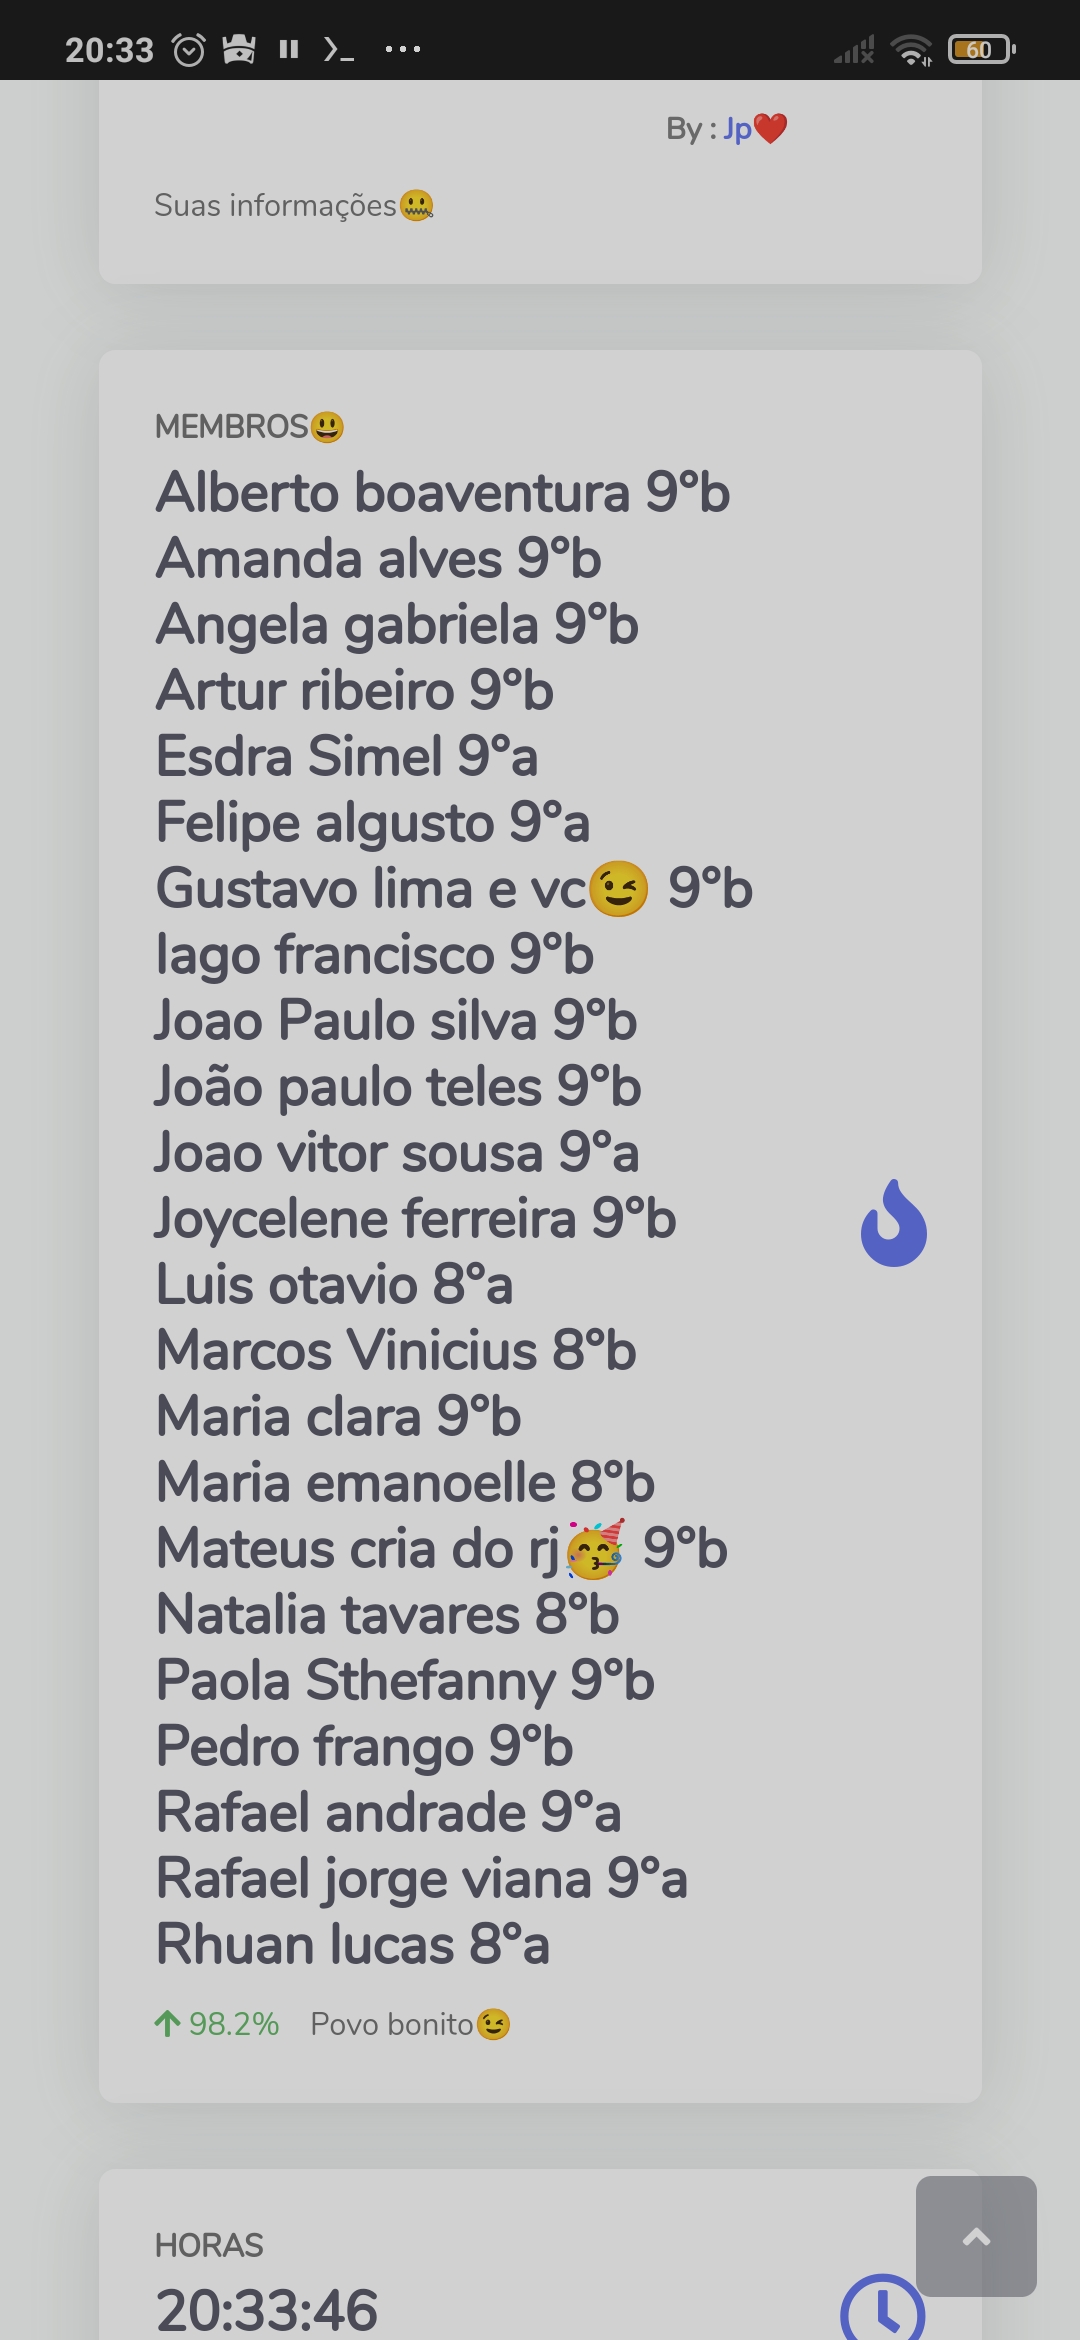 20:33
60
By : Jp❤️
Suas informações🤐
MEMBROS😃
Alberto boaventura 9°b
Amanda alves 9°b
Angela gabriela 9°b
Artur ribeiro 9°b
Esdra Simel 9°a
Felipe algusto 9°a
Gustavo lima e vc😉 9°b
Iago francisco 9°b
Joao Paulo silva 9°b
João paulo teles 9°b
Joao vitor sousa 9°a
Joycelene ferreira 9°b
Luis otavio 8°a
Marcos Vinicius 8°b
Maria clara 9°b
Maria emanoelle 8°b
Mateus cria do rj🥳 9°b
Natalia tavares 8°b
Paola Sthefanny 9°b
Pedro frango 9°b
Rafael andrade 9°a
Rafael jorge viana 9°a
Rhuan lucas 8°a
98.2% Povo bonito😉
HORAS
20:33:46